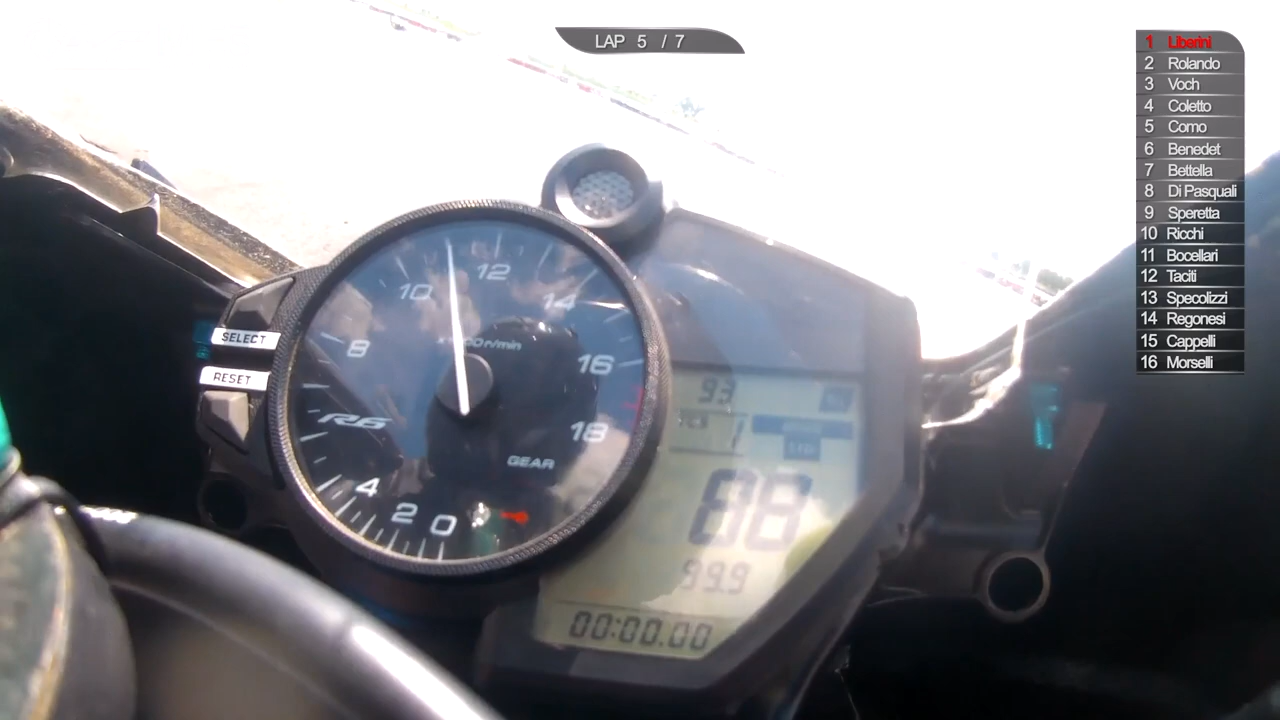 LAP 5 / 7
1 Liberini
2 Rolando
3 Voch
4 Coletto
5 Corno
6 Benedet
7 Bettella
8 Di Pasquali
9 Speretta
10 Ricchi
11 Bocellari
12 Taciti
13 Specolizzi
14 Regonesi
15 Cappelli
16 Morselli
SELECT
RESET
12
10
14
8
r/min
16
R6
18
GEAR
4
2
0
93
88
99.9
00:00.00